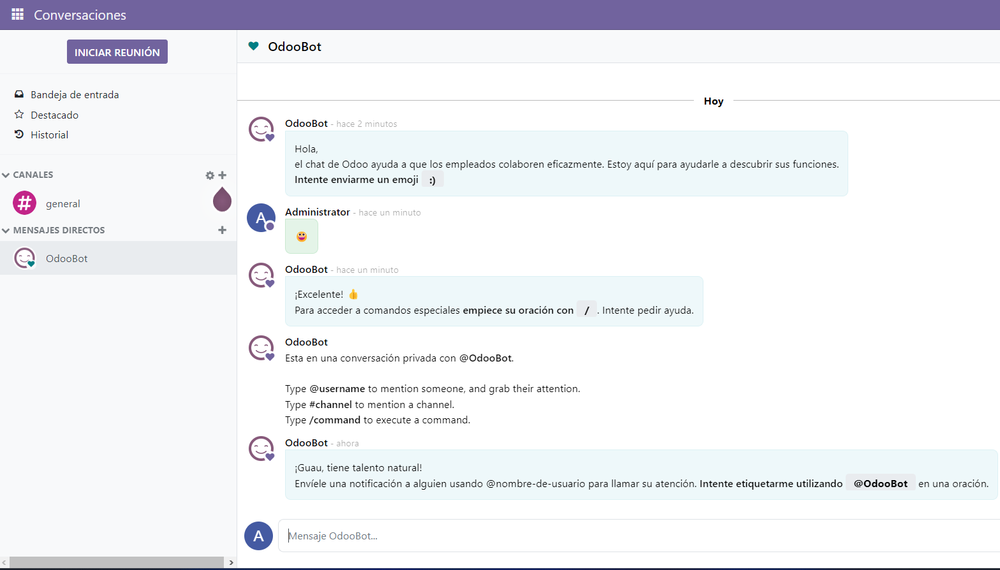 Conversaciones
INICIAR REUNIÓN
Bandeja de entrada
Destacado
Historial
CANALES
general
MENSAJES DIRECTOS
OdooBot
OdooBot
Hoy
OdooBot - hace 2 minutos
Hola,
el chat de Odoo ayuda a que los empleados colaboren eficazmente. Estoy aquí para ayudarle a descubrir sus funciones.
Intente enviarme un emoji :)
Administrator - hace un minuto
😃
OdooBot - hace un minuto
¡Excelente! 👍
Para acceder a comandos especiales empiece su oración con /. Intente pedir ayuda.
OdooBot
Esta en una conversación privada con @OdooBot.
Type @username to mention someone, and grab their attention.
Type #channel to mention a channel.
Type /command to execute a command.
OdooBot - ahora
¡Guau, tiene talento natural!
Envíele una notificación a alguien usando @nombre-de-usuario para llamar su atención. Intente etiquetarme utilizando @OdooBot en una oración.
A
A
Mensaje OdooBot...